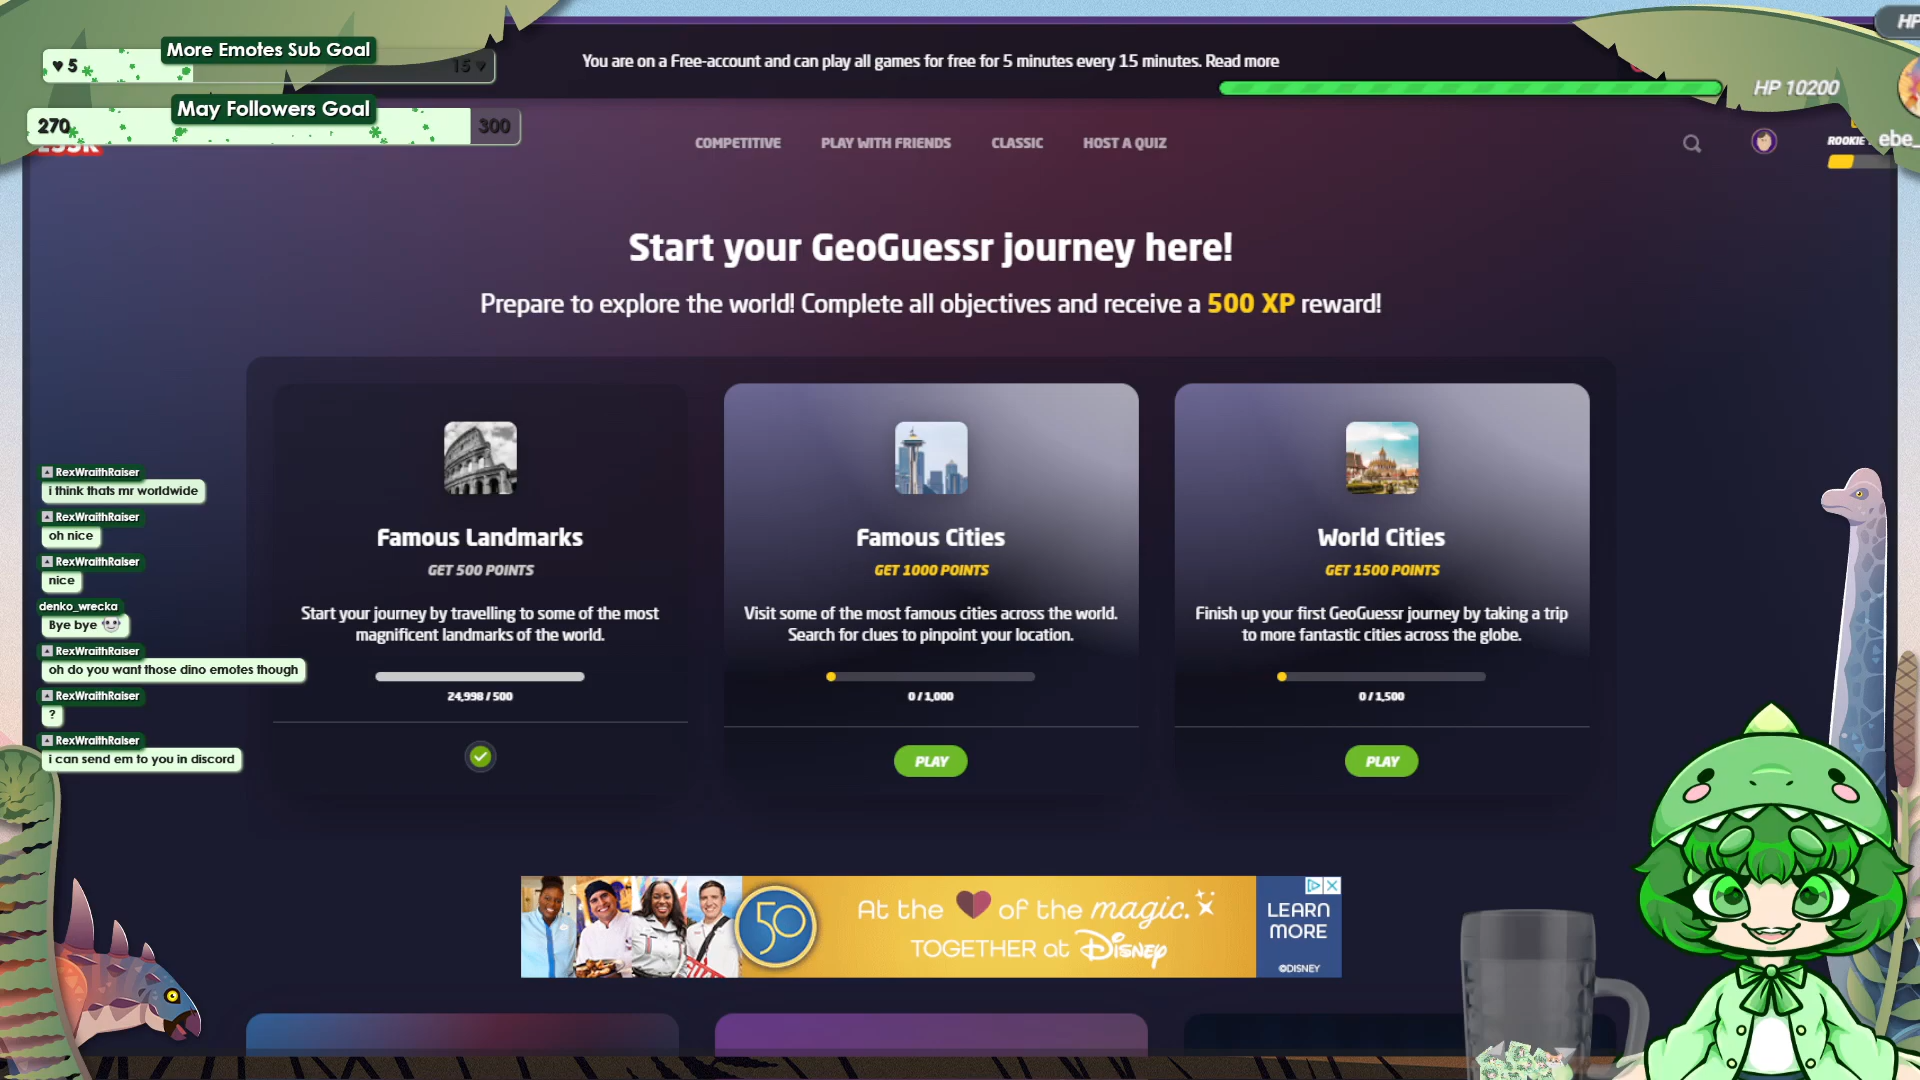 More Emotes Sub Goal
♥ 5
15 ♥
May Followers Goal
270
300
You are on a Free-account and can play all games for free for 5 minutes every 15 minutes. Read more
HP
HP 10200
COMPETITIVE
PLAY WITH FRIENDS
CLASSIC
HOST A QUIZ
ROOKIE
ebe_
Start your GeoGuessr journey here!
Prepare to explore the world! Complete all objectives and receive a 500 XP reward!
Famous Landmarks
GET 500 POINTS
Start your journey by travelling to some of the most
magnificent landmarks of the world.
24,998 / 500
Famous Cities
GET 1000 POINTS
Visit some of the most famous cities across the world.
Search for clues to pinpoint your location.
0 / 1,000
PLAY
World Cities
GET 1500 POINTS
Finish up your first GeoGuessr journey by taking a trip
to more fantastic cities across the globe.
0 / 1,500
PLAY
RexWraithRaiser
i think thats mr worldwide
RexWraithRaiser
oh nice
RexWraithRaiser
nice
denko_wrecka
Bye bye
RexWraithRaiser
oh do you want those dino emotes though
RexWraithRaiser
?
RexWraithRaiser
i can send em to you in discord
50
At the ♥ of the magic.
TOGETHER at Disney
LEARN
MORE
©DISNEY